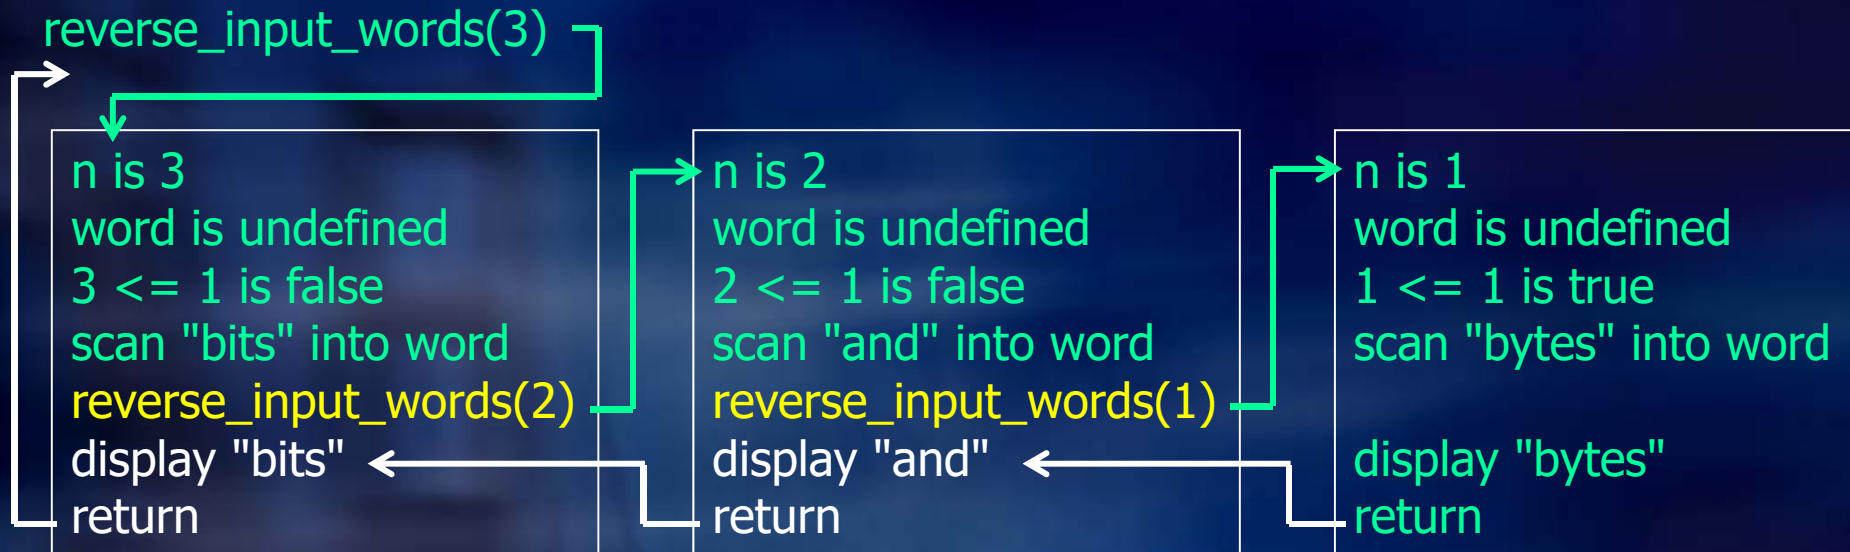 reverse_input_words(3)
n is 3
word is undefined
3 <= 1 is false
scan "bits" into word
reverse_input_words(2)
display "bits"
return
n is 2
word is undefined
2 <= 1 is false
scan "and" into word
reverse_input_words(1)
display "and"
return
n is 1
word is undefined
1 <= 1 is true
scan "bytes" into word
display "bytes"
return